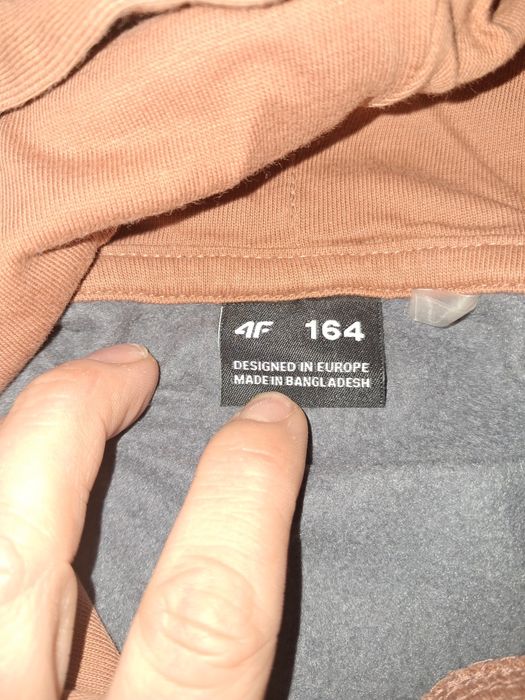 4F 164
DESIGNED IN EUROPE
MADE IN BANGLADESH